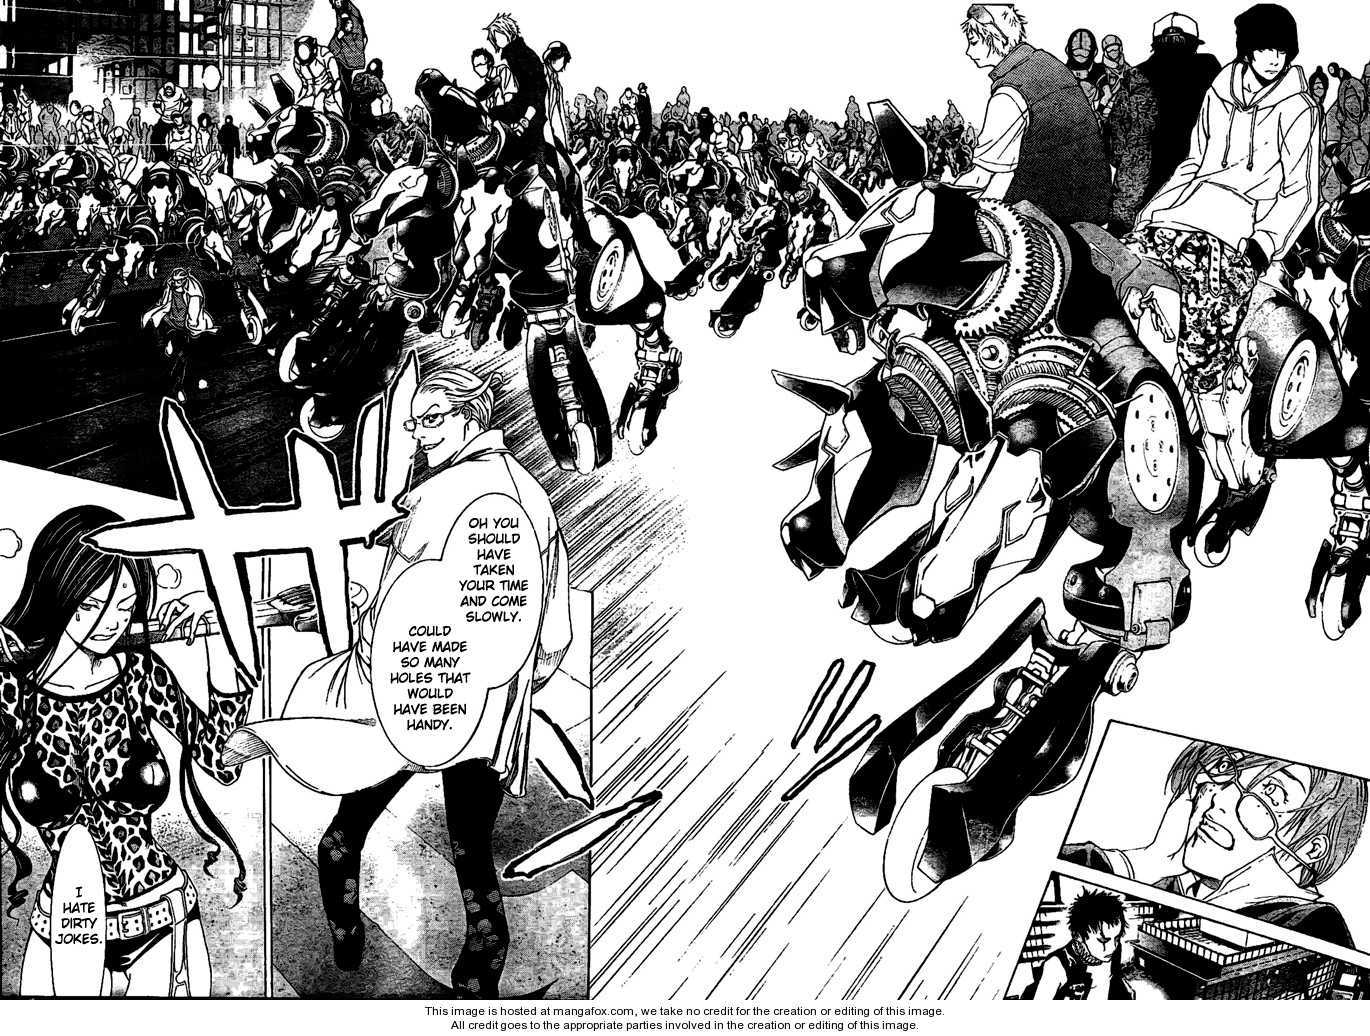 OH YOU
SHOULD
HAVE
TAKEN
YOUR TIME
AND COME
SLOWLY.
COULD
HAVE MADE
SO MANY
HOLES THAT
WOULD
HAVE BEEN
HANDY.
I
HATE
DIRTY
JOKES.
This image is hosted at mangafox.com, we take no credit for the creation or editing of this image.
All credit goes to the appropriate parties involved in the creation or editing of this image.